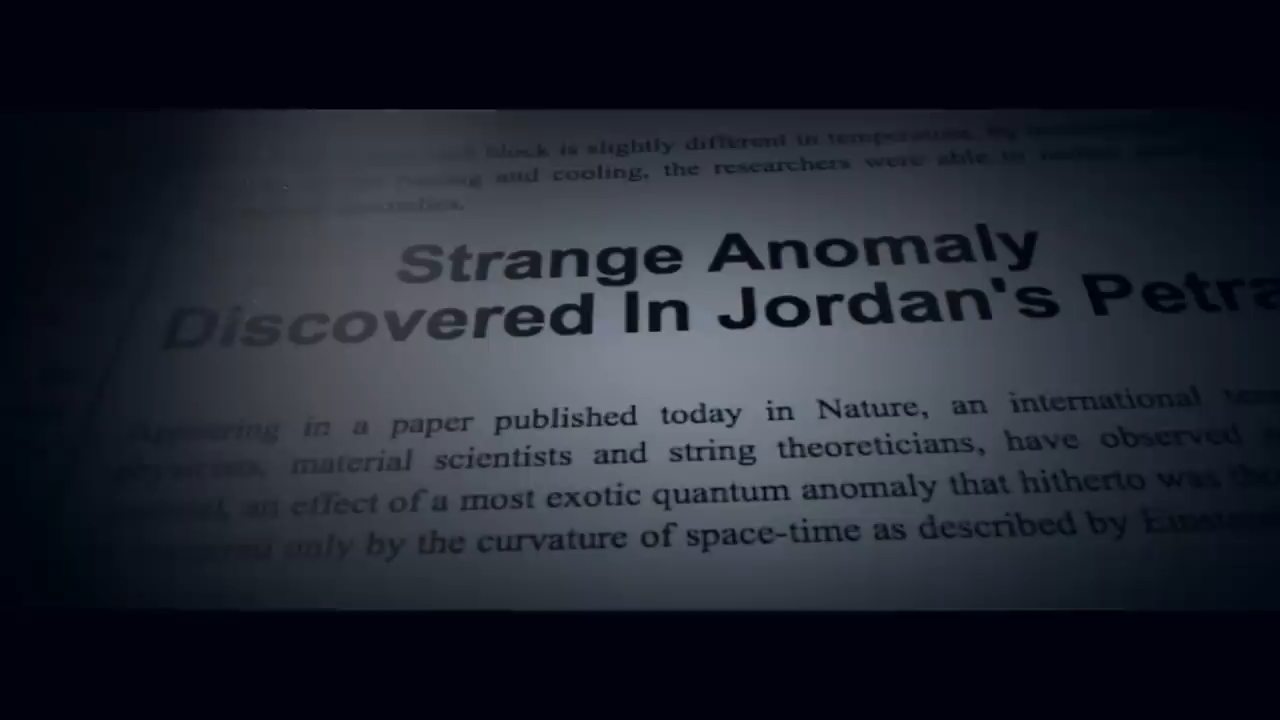 block is slightly different in temperature, by
and cooling, the researchers were able to
Strange Anomaly
Discovered In Jordan's Petra
Appearing in a paper published today in Nature, an international
material scientists and string theoreticians, have observed
an effect of a most exotic quantum anomaly that hitherto was
only by the curvature of space-time as described by